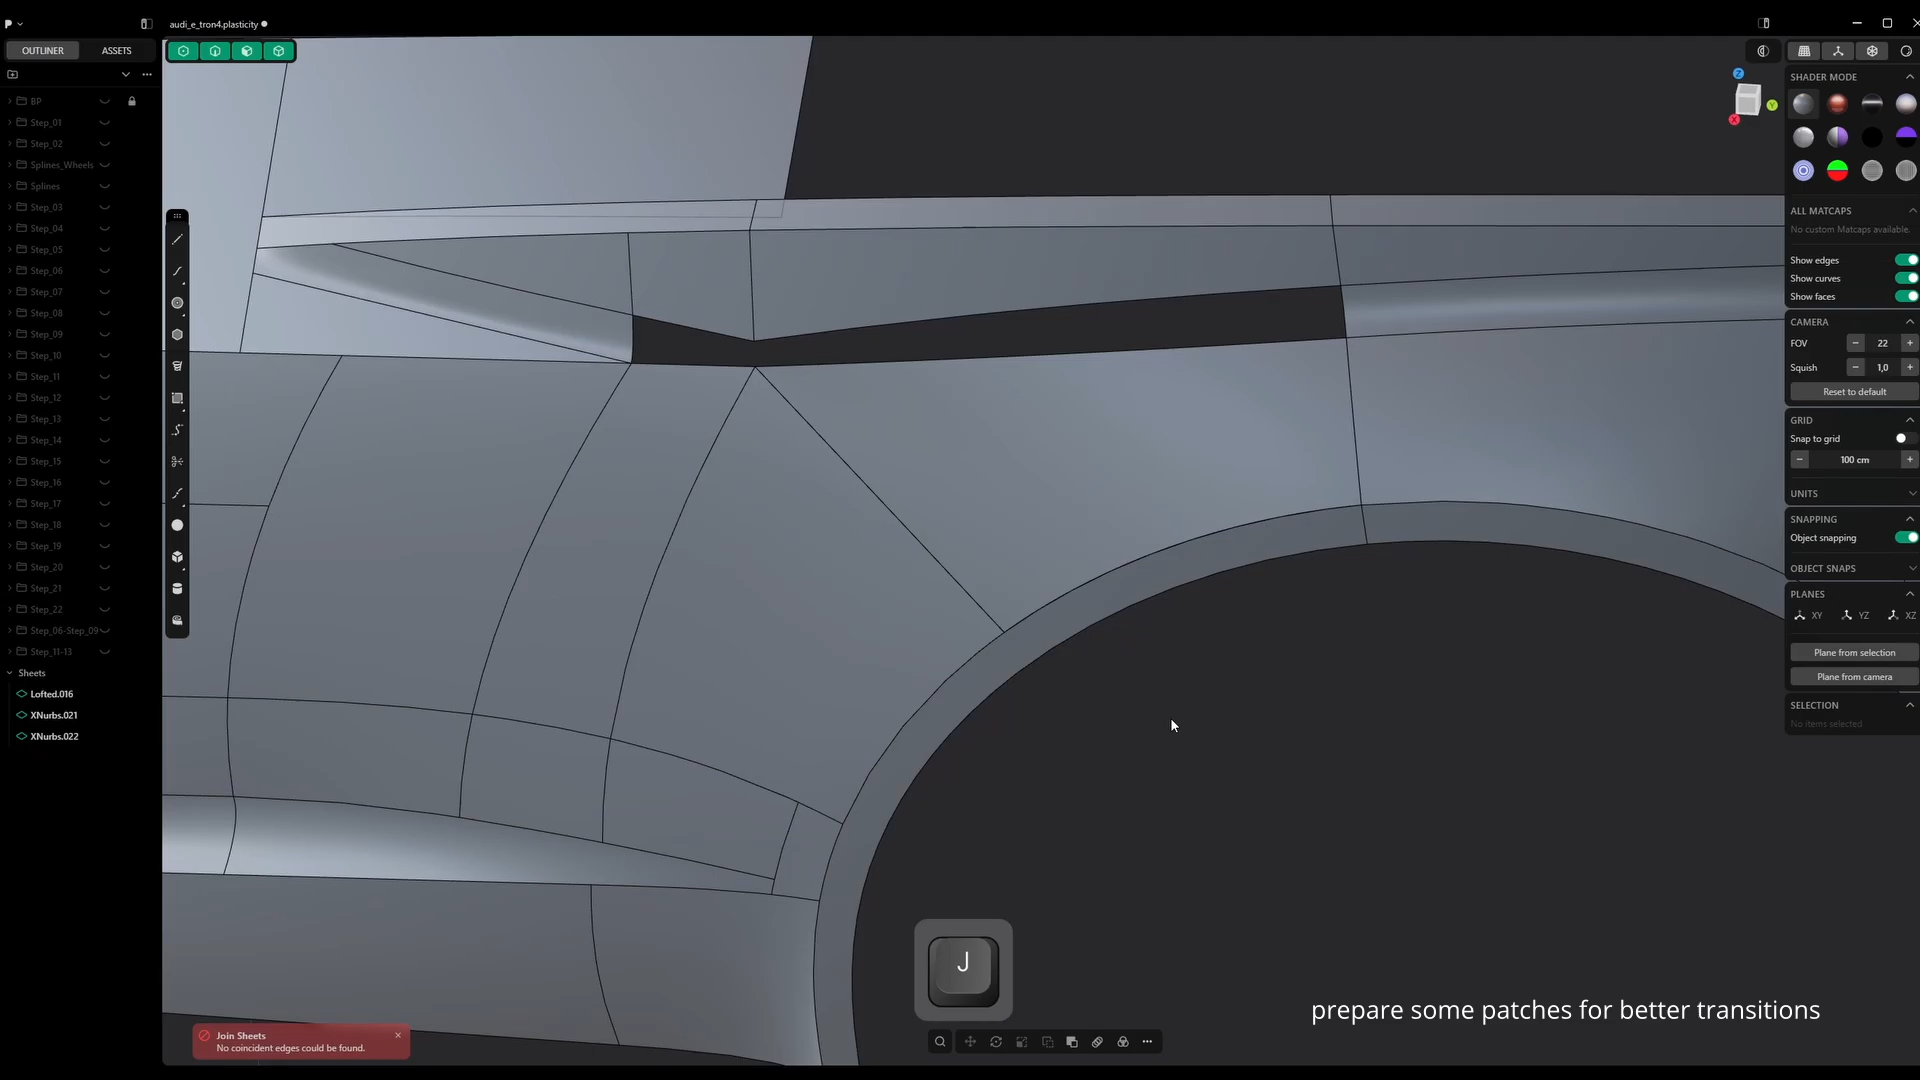 audi_e_tron4.plasticity
OUTLINER
ASSETS
BP
Step_01
Step_02
Splines_Wheels
Splines
Step_03
Step_04
Step_05
Step_06
Step_07
Step_08
Step_09
Step_10
Step_11
Step_12
Step_13
Step_14
Step_15
Step_16
Step_17
Step_18
Step_19
Step_20
Step_21
Step_22
Step_06-Step_09
Step_11-13
Sheets
Lofted.016
XNurbs.021
XNurbs.022
Z
Y
X
SHADER MODE
ALL MATCAPS
No custom Matcaps available.
Show edges
Show curves
Show faces
CAMERA
FOV
22
Squish
1,0
Reset to default
GRID
Snap to grid
100 cm
UNITS
SNAPPING
Object snapping
OBJECT SNAPS
PLANES
XY
YZ
XZ
Plane from selection
Plane from camera
SELECTION
No items selected
J
prepare some patches for better transitions
Join Sheets
No coincident edges could be found.